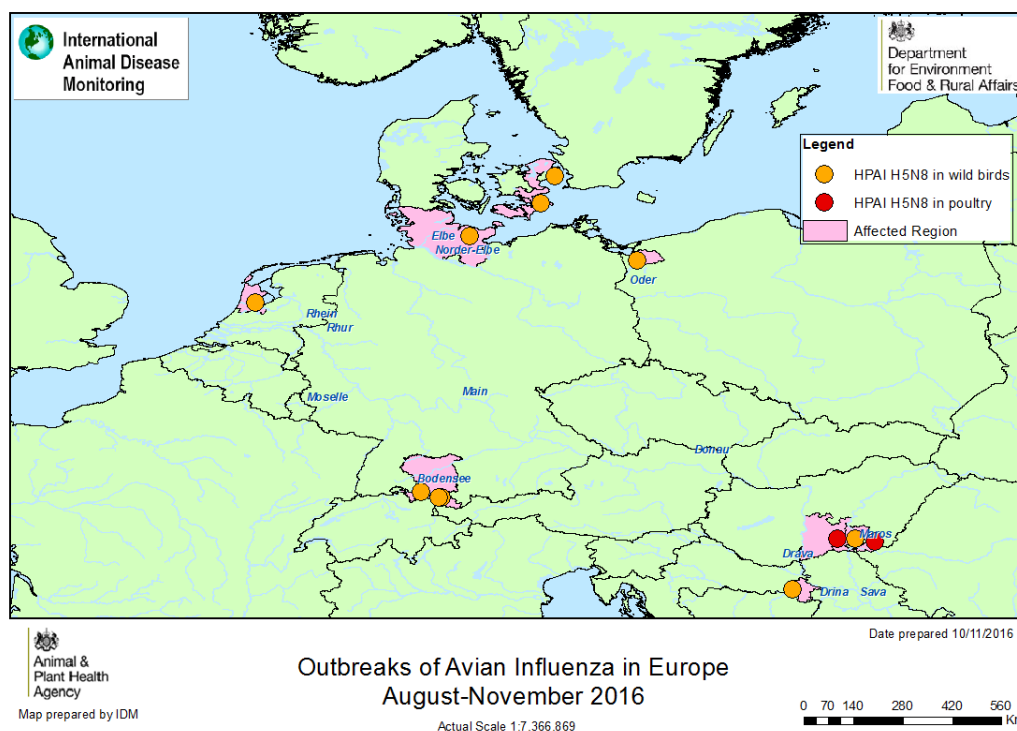 International
Animal Disease
Monitoring
Department
for Environment
Food & Rural Affairs
Legend
HPAI H5N8 in wild birds
HPAI H5N8 in poultry
Affected Region
Elbe
Norder-Elbe
Oder
Rhein
Rhur
Moselle
Main
Donau
Bodensee
Maros
Drava
Drina
Sava
Date prepared 10/11/2016
Animal &
Plant Health
Agency
Map prepared by IDM
Outbreaks of Avian Influenza in Europe
August-November 2016
Actual Scale 1:7.366.869
0 70 140 280 420 560
Km